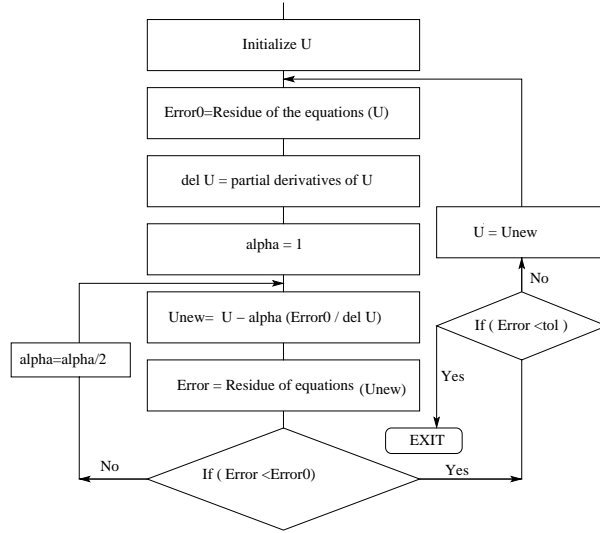 Initialize U
Error0=Residue of the equations (U)
del U = partial derivatives of U
alpha = 1
U = Unew
No
Unew=  U − alpha (Error0 / del U)
If ( Error <tol )
alpha=alpha/2
Error = Residue of equations (Unew)
Yes
EXIT
No
If ( Error <Error0)
Yes